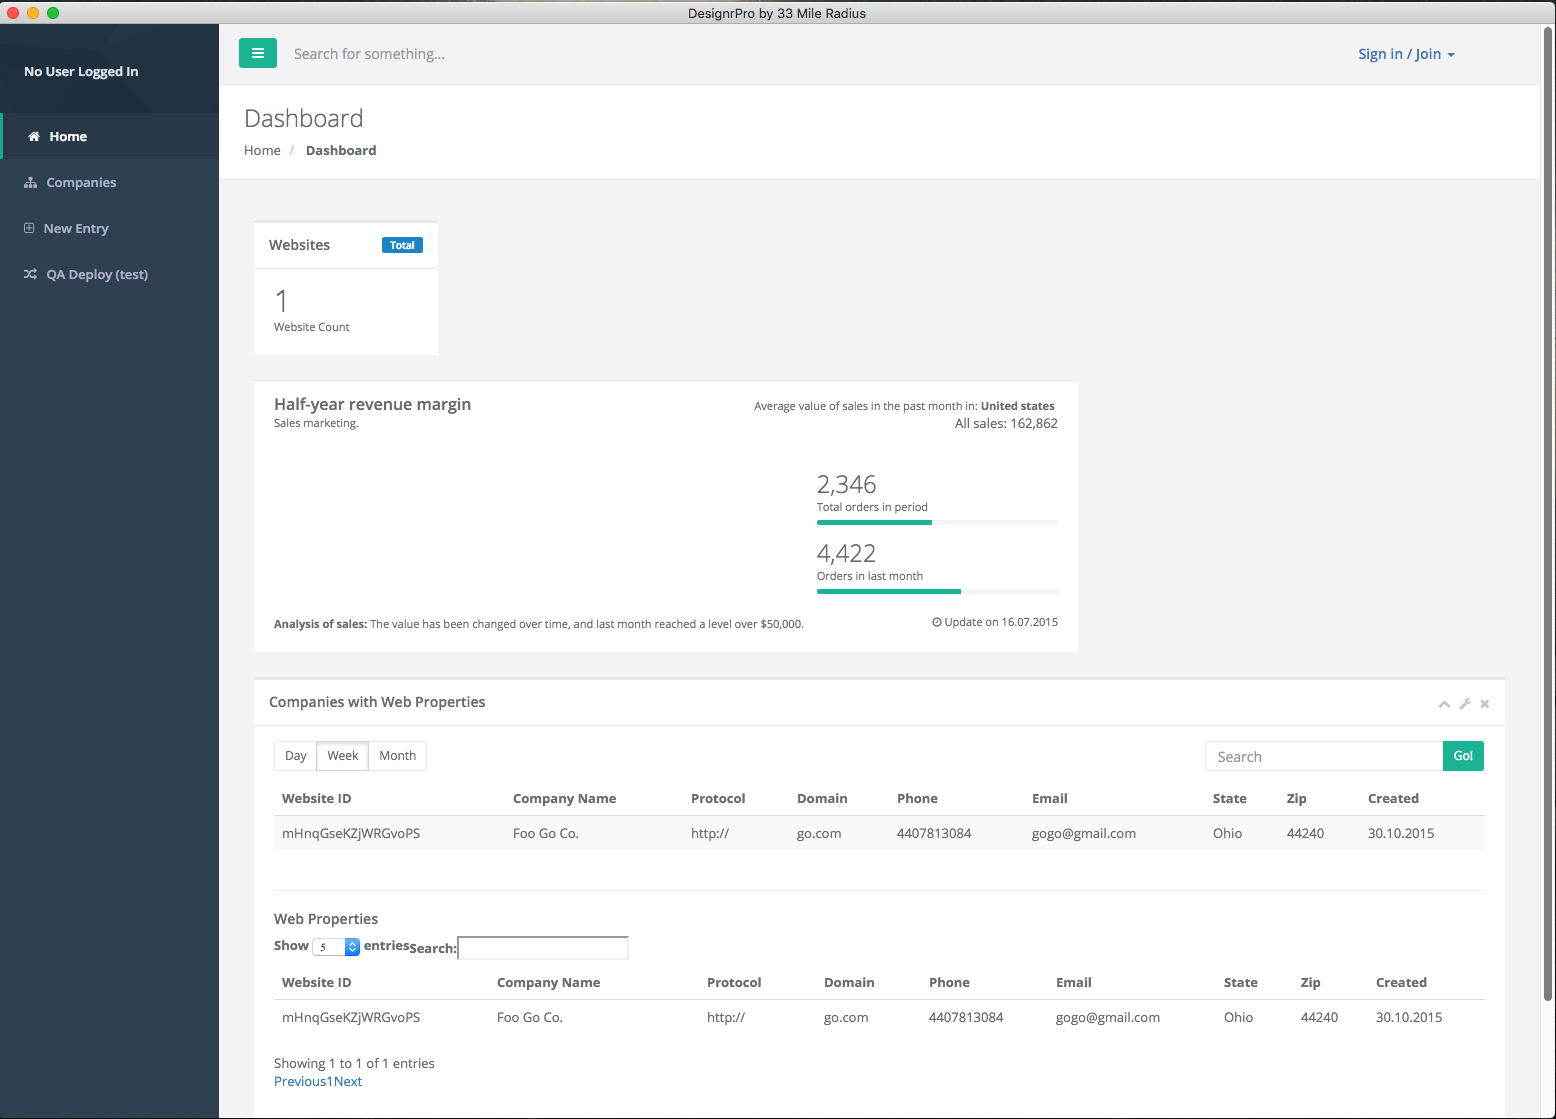 DesignrPro by 33 Mile Radius
No User Logged In
Search for something...
Sign in / Join
Home
Companies
New Entry
QA Deploy (test)
Dashboard
Home / Dashboard
Websites Total
1
Website Count
Half-year revenue margin
Sales marketing.
Average value of sales in the past month in: United states
All sales: 162,862
2,346
Total orders in period
4,422
Orders in last month
Analysis of sales: The value has been changed over time, and last month reached a level over $50,000.
Update on 16.07.2015
Companies with Web Properties
Day Week Month
Search Go!
Website ID Company Name Protocol Domain Phone Email State Zip Created
mHnqGseKZjWRGvoPS Foo Go Co. http:// go.com 4407813084 gogo@gmail.com Ohio 44240 30.10.2015
Web Properties
Show 5 entriesSearch:
Website ID Company Name Protocol Domain Phone Email State Zip Created
mHnqGseKZjWRGvoPS Foo Go Co. http:// go.com 4407813084 gogo@gmail.com Ohio 44240 30.10.2015
Showing 1 to 1 of 1 entries
Previous1Next